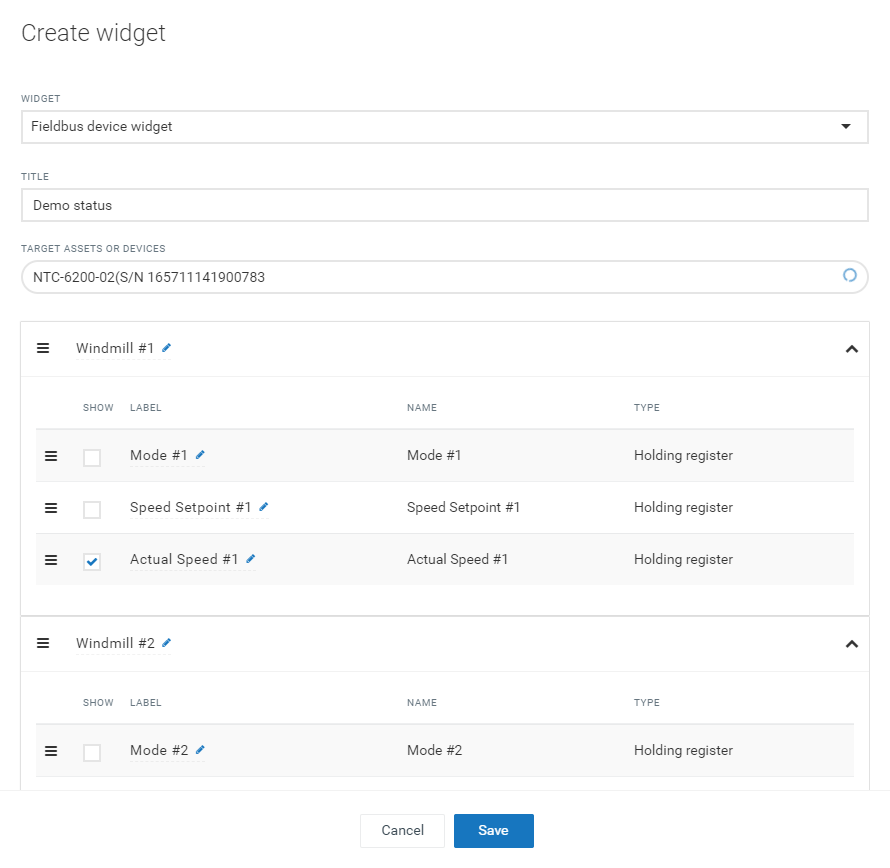 Create widget
WIDGET
Fieldbus device widget
TITLE
Demo status
TARGET ASSETS OR DEVICES
NTC-6200-02(S/N 165711141900783
Windmill #1
SHOW LABEL NAME TYPE
Mode #1 Mode #1 Holding register
Speed Setpoint #1 Speed Setpoint #1 Holding register
Actual Speed #1 Actual Speed #1 Holding register
Windmill #2
SHOW LABEL NAME TYPE
Mode #2 Mode #2 Holding register
Cancel Save